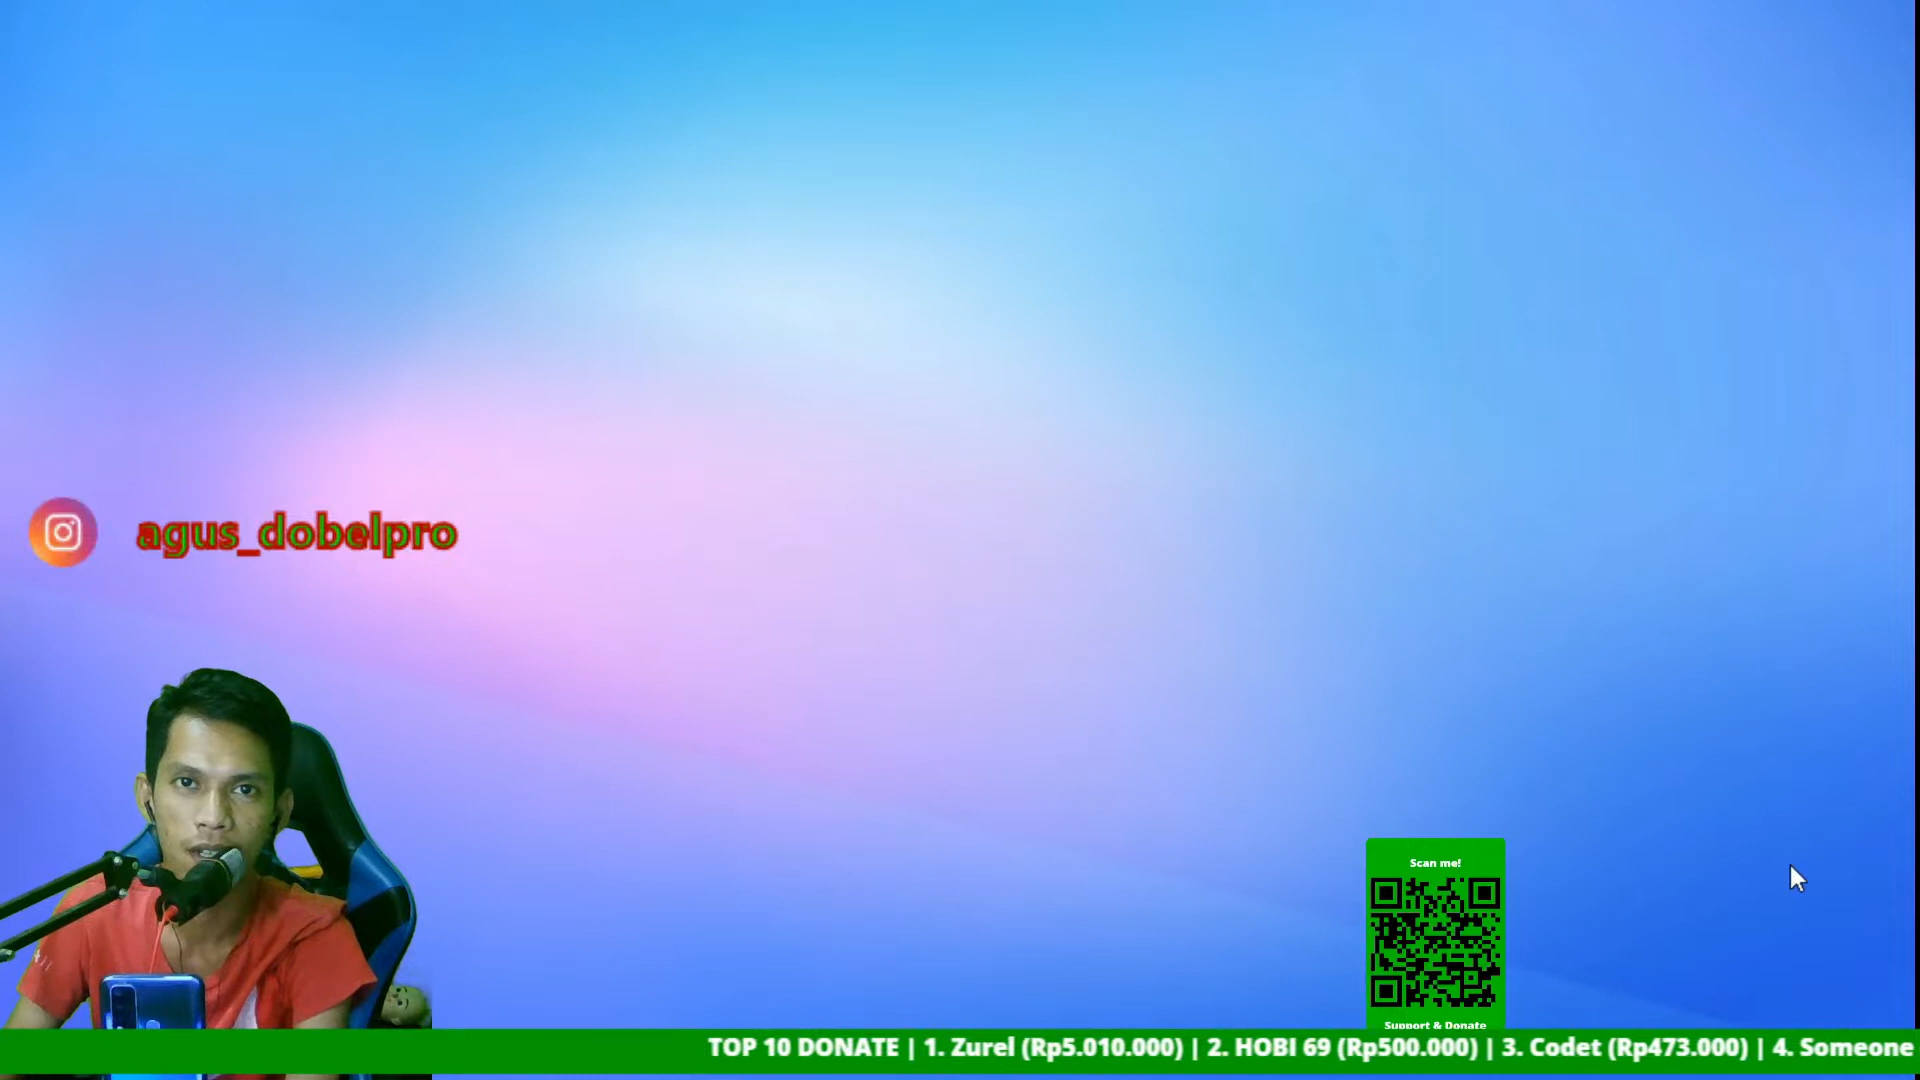 agus_dobelpro
Scan me!
Support & Donate
TOP 10 DONATE | 1. Zurel (Rp5.010.000) | 2. HOBI 69 (Rp500.000) | 3. Codet (Rp473.000) | 4. Someone